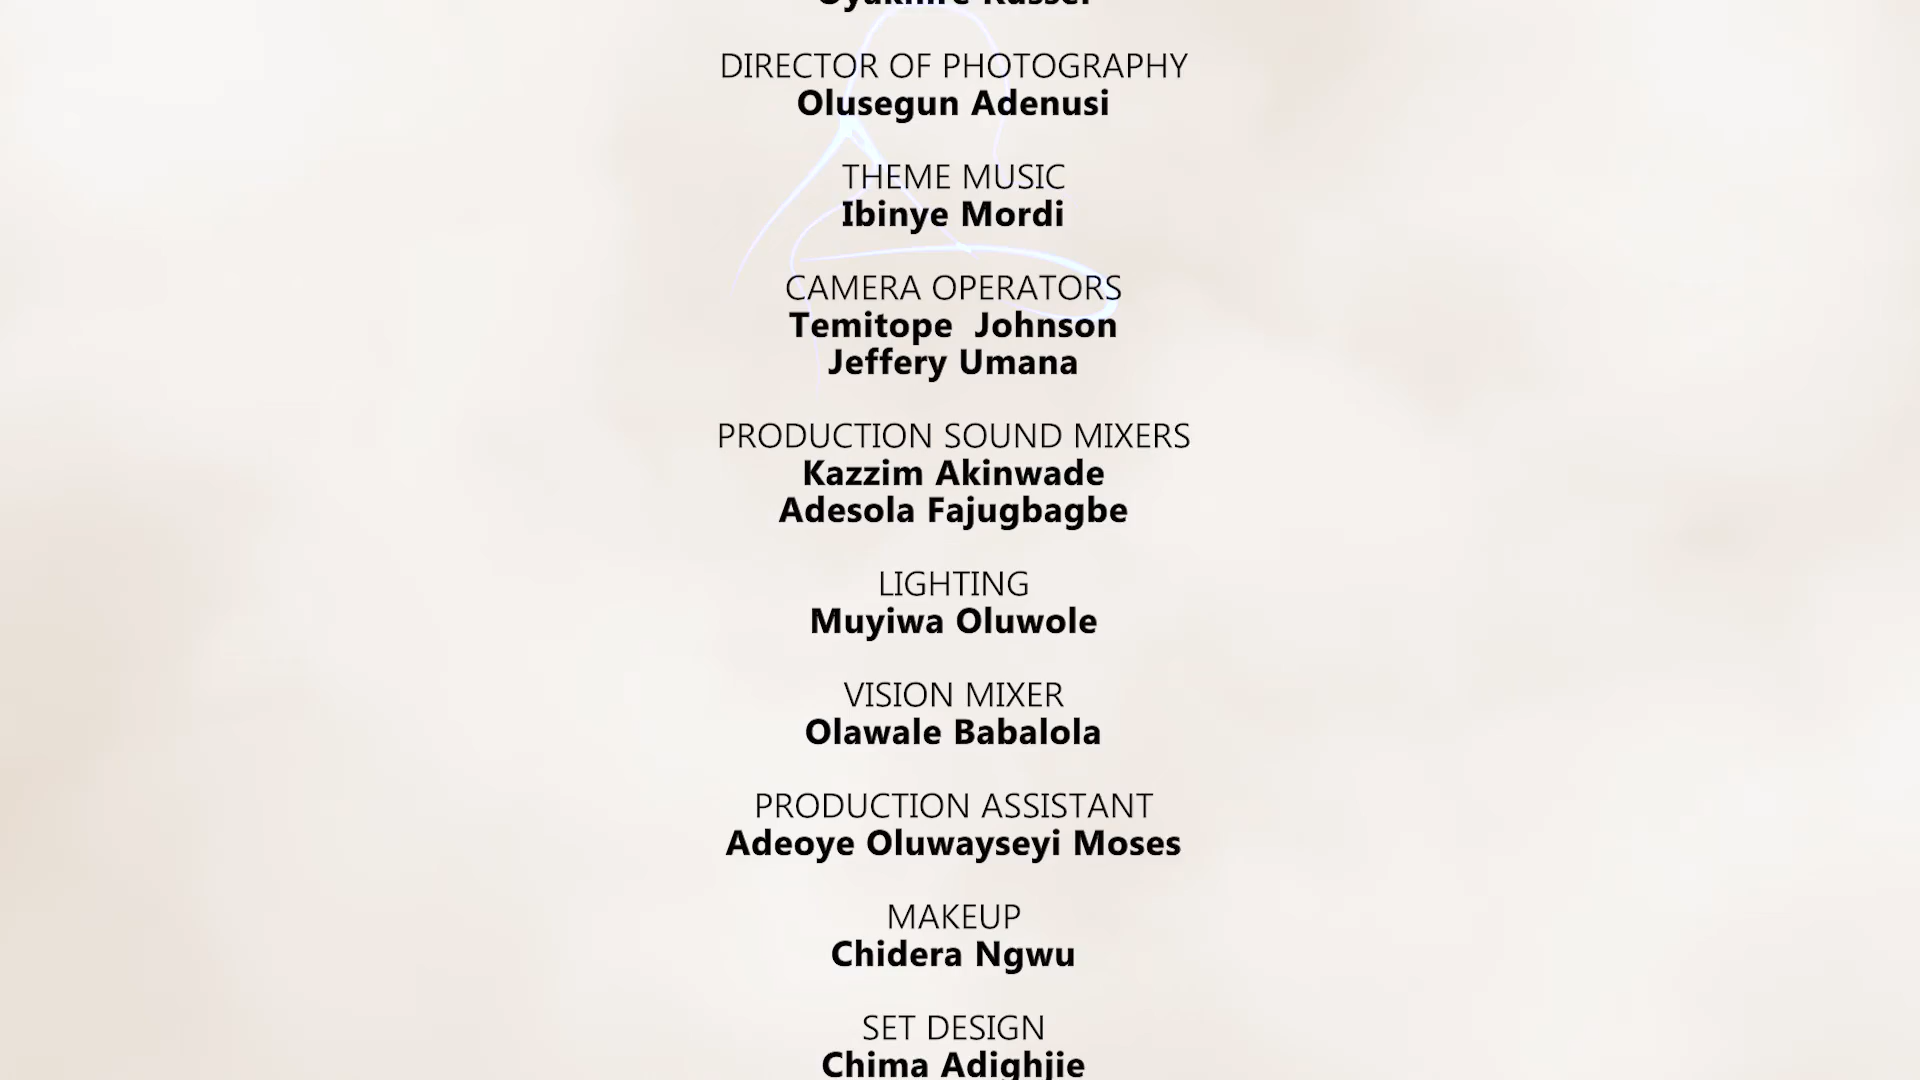 DIRECTOR OF PHOTOGRAPHY
Olusegun Adenusi
THEME MUSIC
Ibinye Mordi
CAMERA OPERATORS
Temitope  Johnson
Jeffery Umana
PRODUCTION SOUND MIXERS
Kazzim Akinwade
Adesola Fajugbagbe
LIGHTING
Muyiwa Oluwole
VISION MIXER
Olawale Babalola
PRODUCTION ASSISTANT
Adeoye Oluwayseyi Moses
MAKEUP
Chidera Ngwu
SET DESIGN
Chima Adighjie